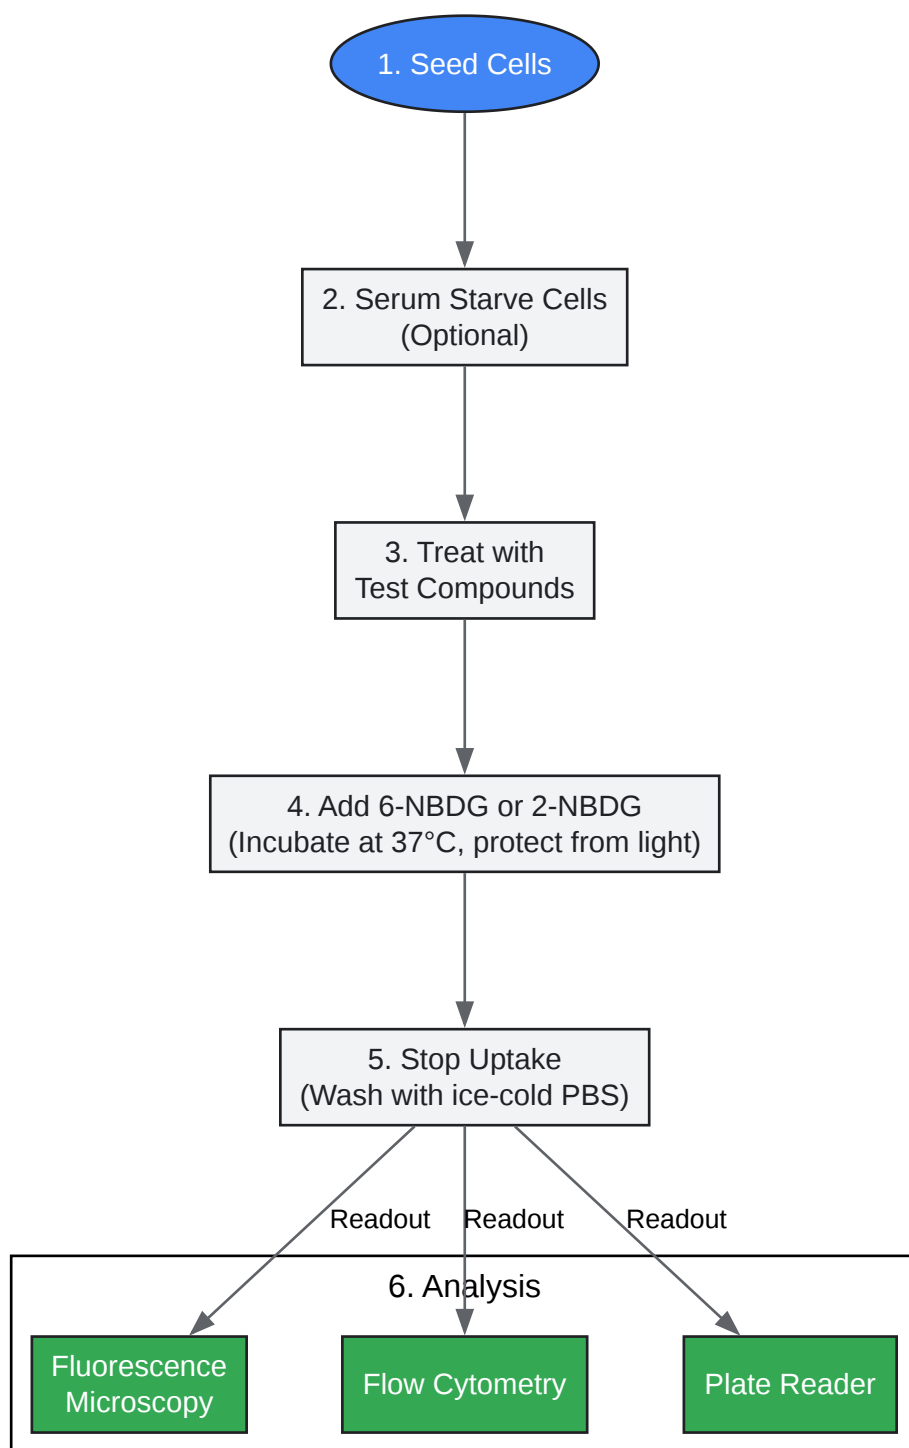 1. Seed Cells
2. Serum Starve Cells
(Optional)
3. Treat with
Test Compounds
4. Add 6-NBDG or 2-NBDG
(Incubate at 37°C, protect from light)
5. Stop Uptake
(Wash with ice-cold PBS)
Readout
Readout
Readout
6. Analysis
Fluorescence
Microscopy
Flow Cytometry
Plate Reader